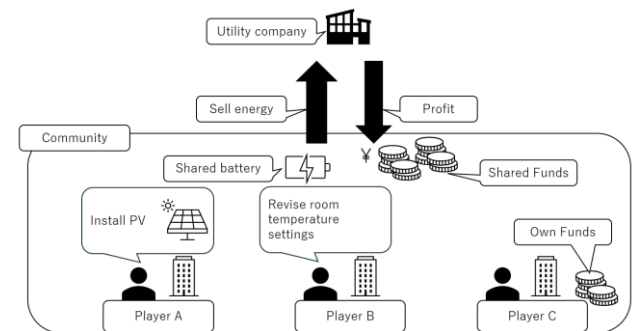 Utility company
Sell energy
Profit
Community
Shared battery
¥
Shared Funds
Install PV
Revise room
temperature
settings
Own Funds
Player A
Player B
Player C